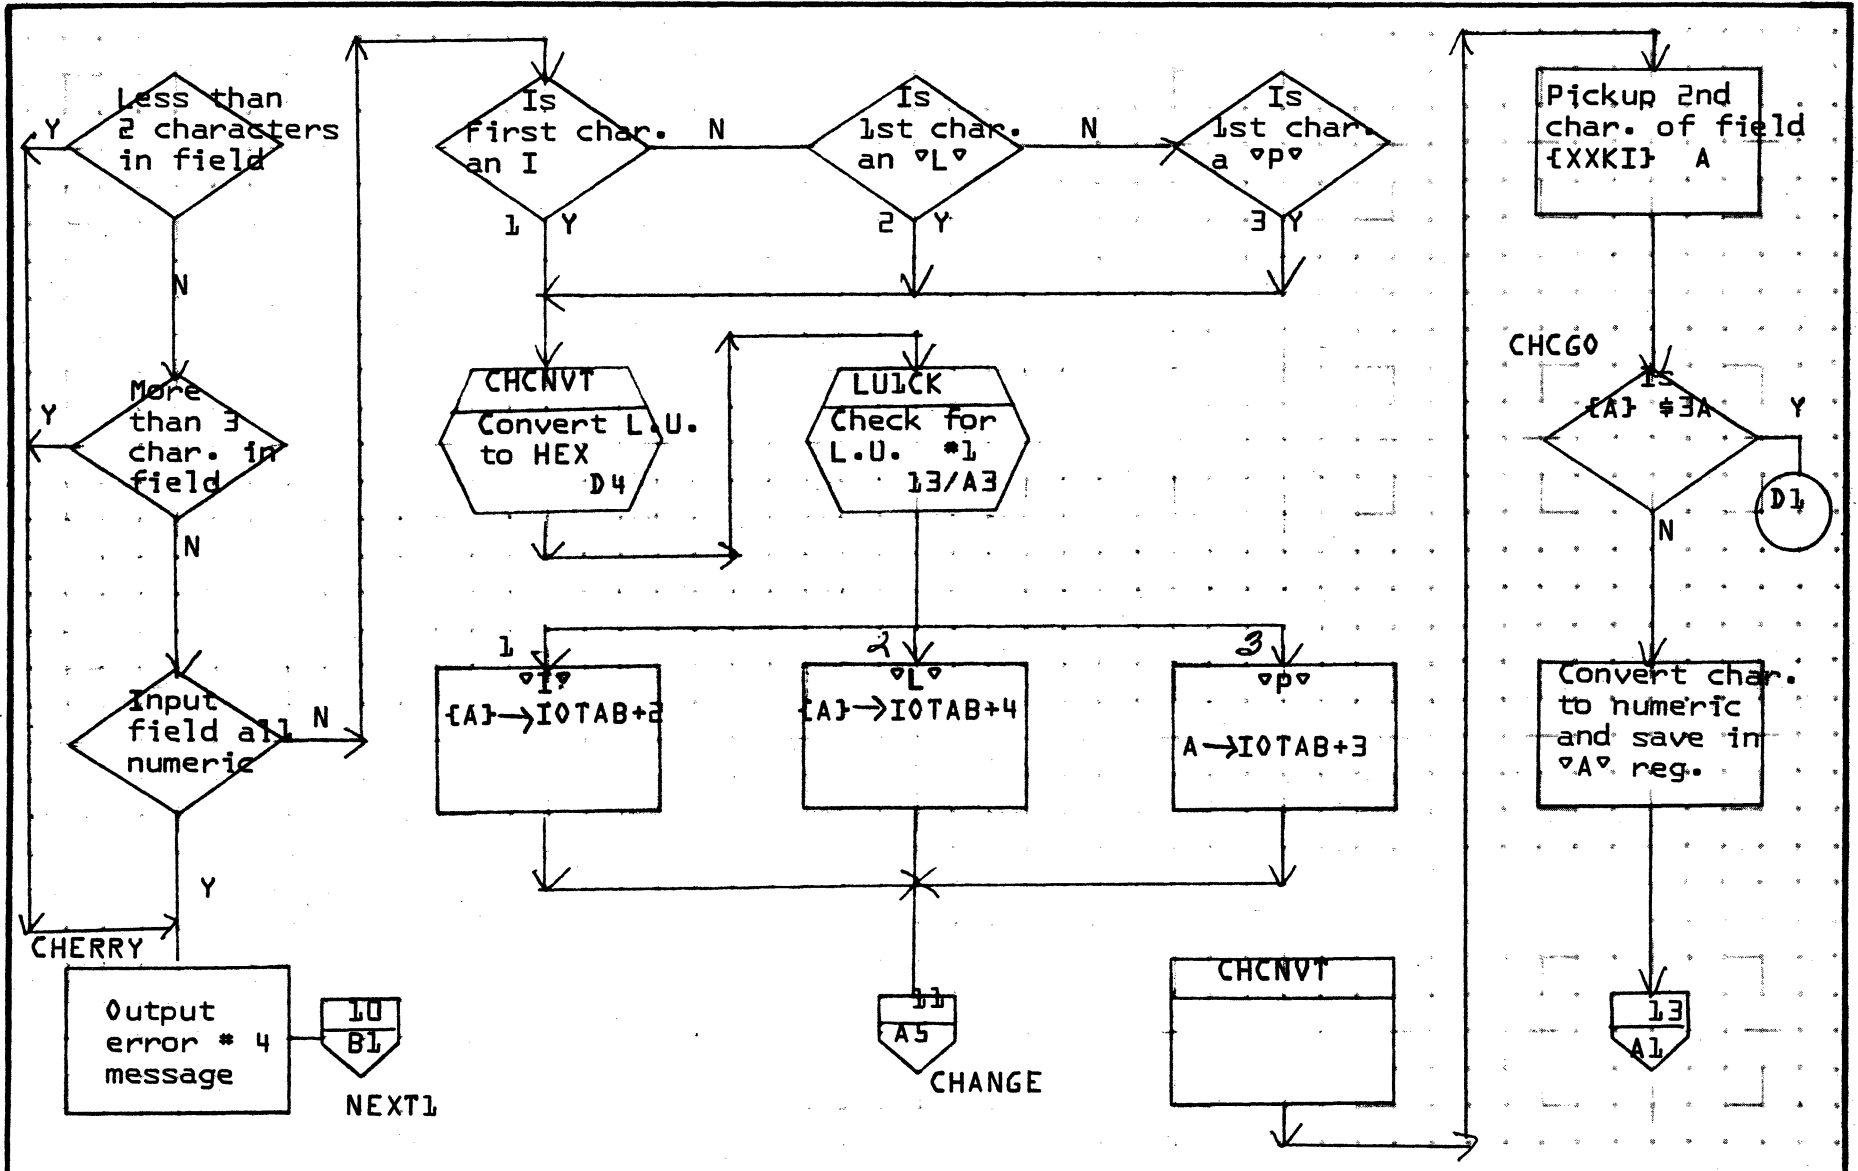 Less than
2 characters
in field
Y
N
More
than 3
char. in
field
Y
N
Input
field all
numeric
N
Y
CHERRY
Output
error # 4
message
10
B1
NEXT1
Is
first char.
an I
N
1 Y
Is
1st char.
an "L"
N
2 Y
Is
1st char.
a "P"
3 Y
CHCNVT
Convert L.U.
to HEX
D4
LU1CK
Check for
L.U. #1
13/A3
1
"I"
{A}→IOTAB+2
2
"L"
{A}→IOTAB+4
3
"P"
A→IOTAB+3
11
A5
CHANGE
CHCNVT
Pickup 2nd
char. of field
{XXKI} A
CHCGO
Is
{A} $3A
Y
D1
N
Convert char.
to numeric
and save in
"A" reg.
13
A1